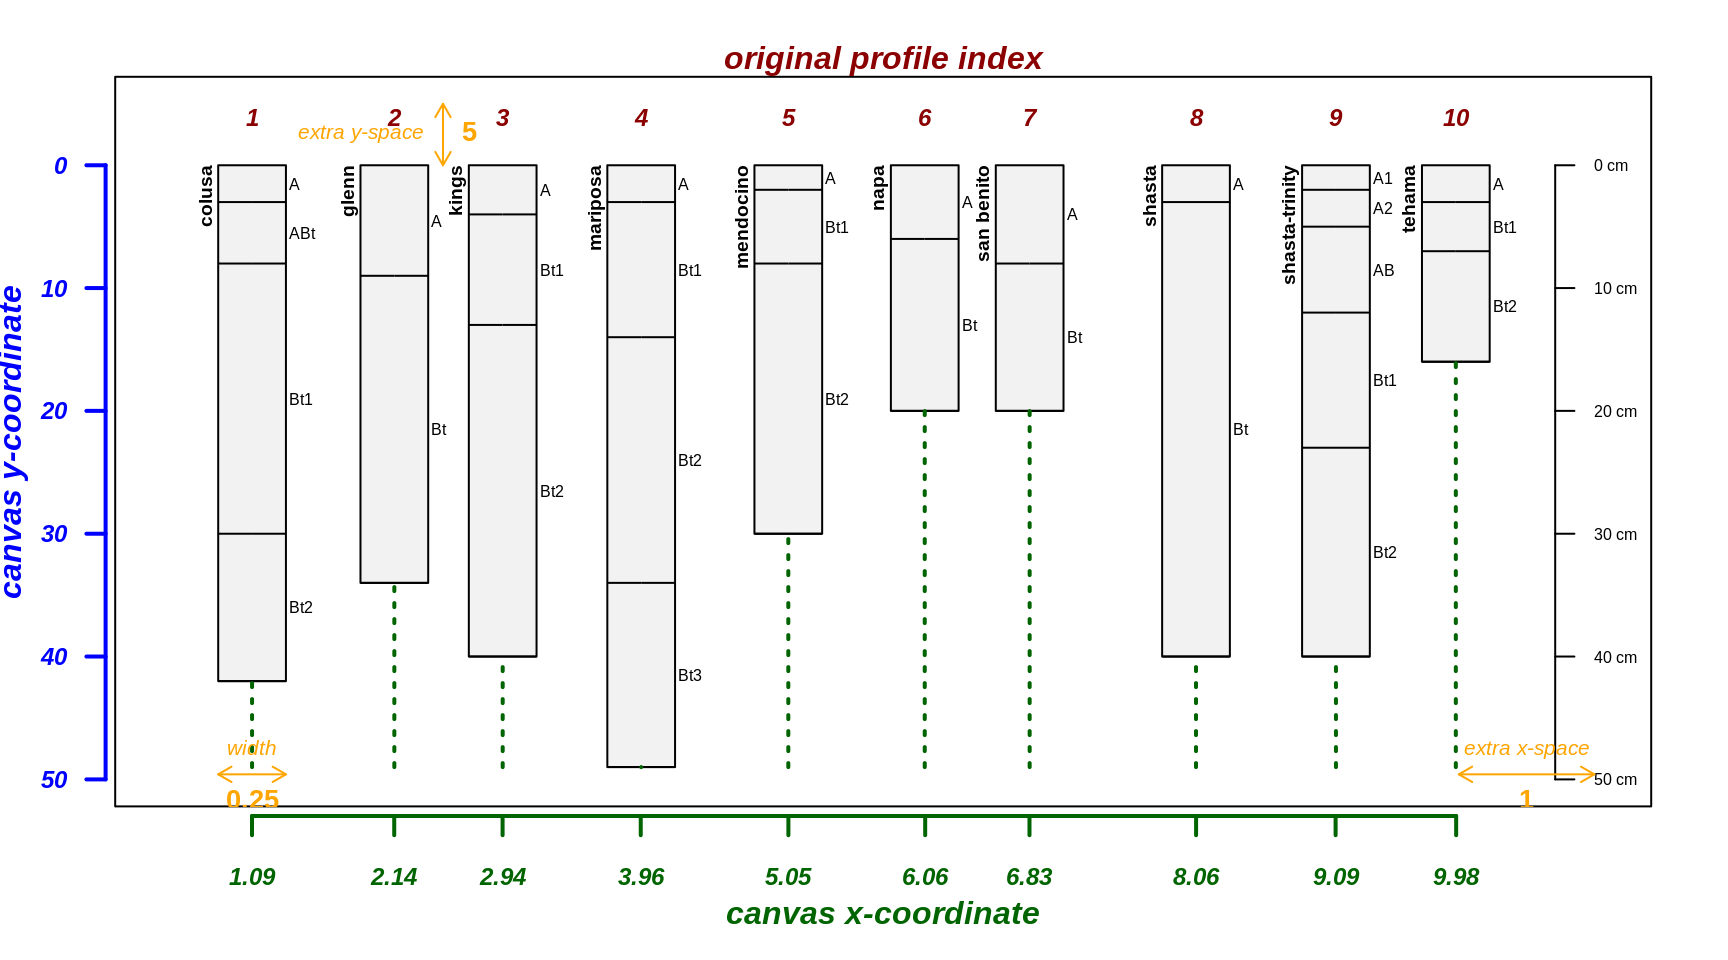 original profile index
1 2 3 4 5 6 7 8 9 10
extra y-space 5
canvas y-coordinate
0
10
20
30
40
50
colusa
A
ABt
Bt1
Bt2
glenn
A
Bt
kings
A
Bt1
Bt2
mariposa
A
Bt1
Bt2
Bt3
mendocino
A
Bt1
Bt2
napa
A
Bt
san benito
A
Bt
shasta
A
Bt
shasta-trinity
A1
A2
AB
Bt1
Bt2
tehama
A
Bt1
Bt2
0 cm
10 cm
20 cm
30 cm
40 cm
50 cm
width
0.25
extra x-space
1
1.09 2.14 2.94 3.96 5.05 6.06 6.83 8.06 9.09 9.98
canvas x-coordinate